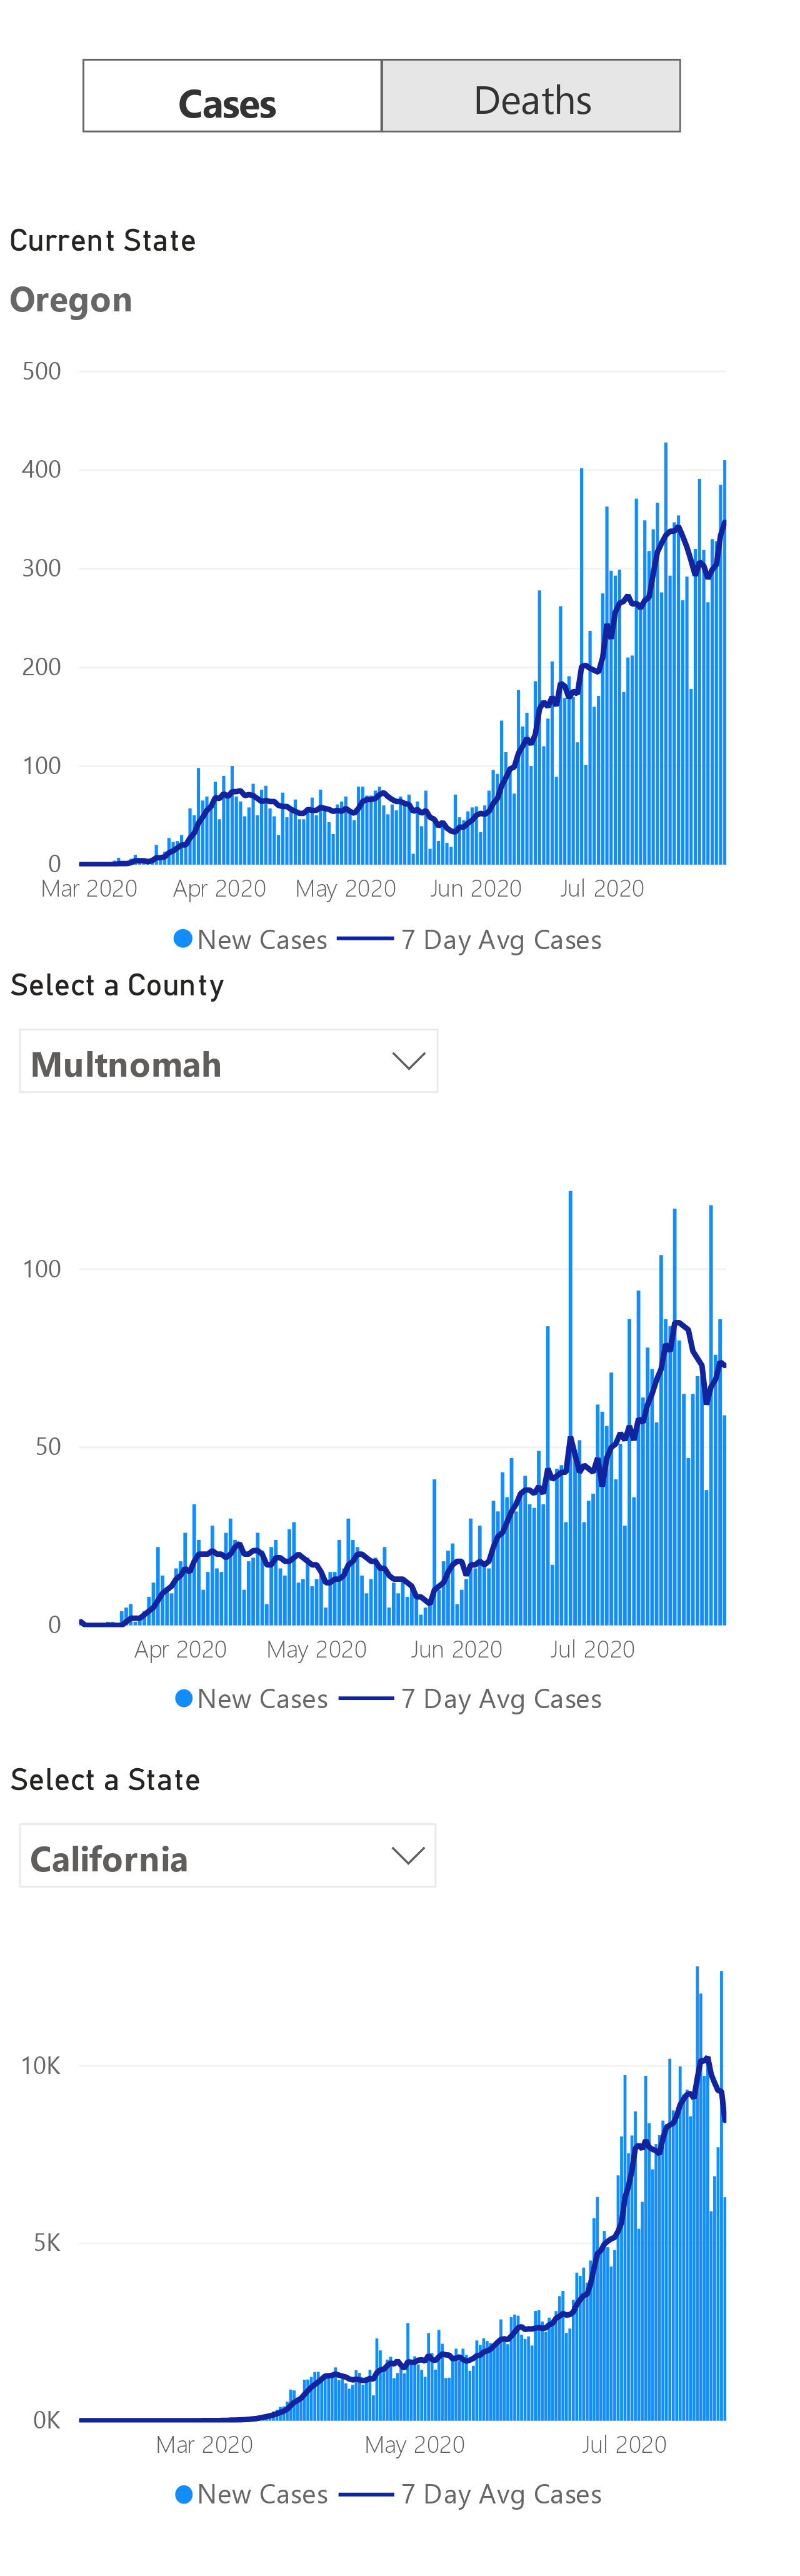 Cases Deaths
Current State
Oregon
500
400
300
200
100
0
Mar 2020 Apr 2020 May 2020 Jun 2020 Jul 2020
New Cases 7 Day Avg Cases
Select a County
Multnomah
100
50
0
Apr 2020 May 2020 Jun 2020 Jul 2020
New Cases 7 Day Avg Cases
Select a State
California
10K
5K
0K
Mar 2020 May 2020 Jul 2020
New Cases 7 Day Avg Cases